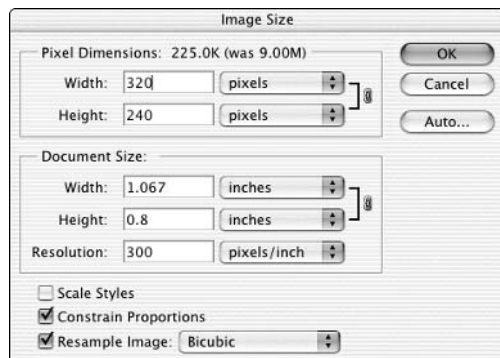 Image Size
Pixel Dimensions: 225.0K (was 9.00M)
Width: 320 pixels
Height: 240 pixels
OK
Cancel
Auto...
Document Size:
Width: 1.067 inches
Height: 0.8 inches
Resolution: 300 pixels/inch
Scale Styles
Constrain Proportions
Resample Image: Bicubic